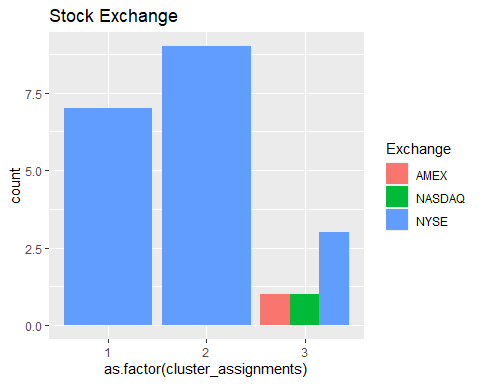 Stock Exchange
7.5
5.0
2.5
0.0
count
1 2 3
as.factor(cluster_assignments)
Exchange
AMEX
NASDAQ
NYSE